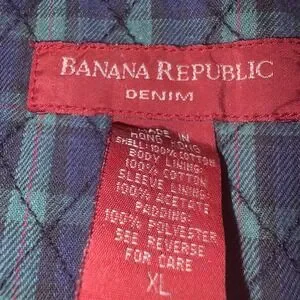 BANANA REPUBLIC
DENIM
MADE IN
HONG KONG
SHELL: 100% COTTON
BODY LINING:
100% COTTON
SLEEVE LINING:
100% ACETATE
PADDING:
100% POLYESTER
SEE REVERSE
FOR CARE
XL